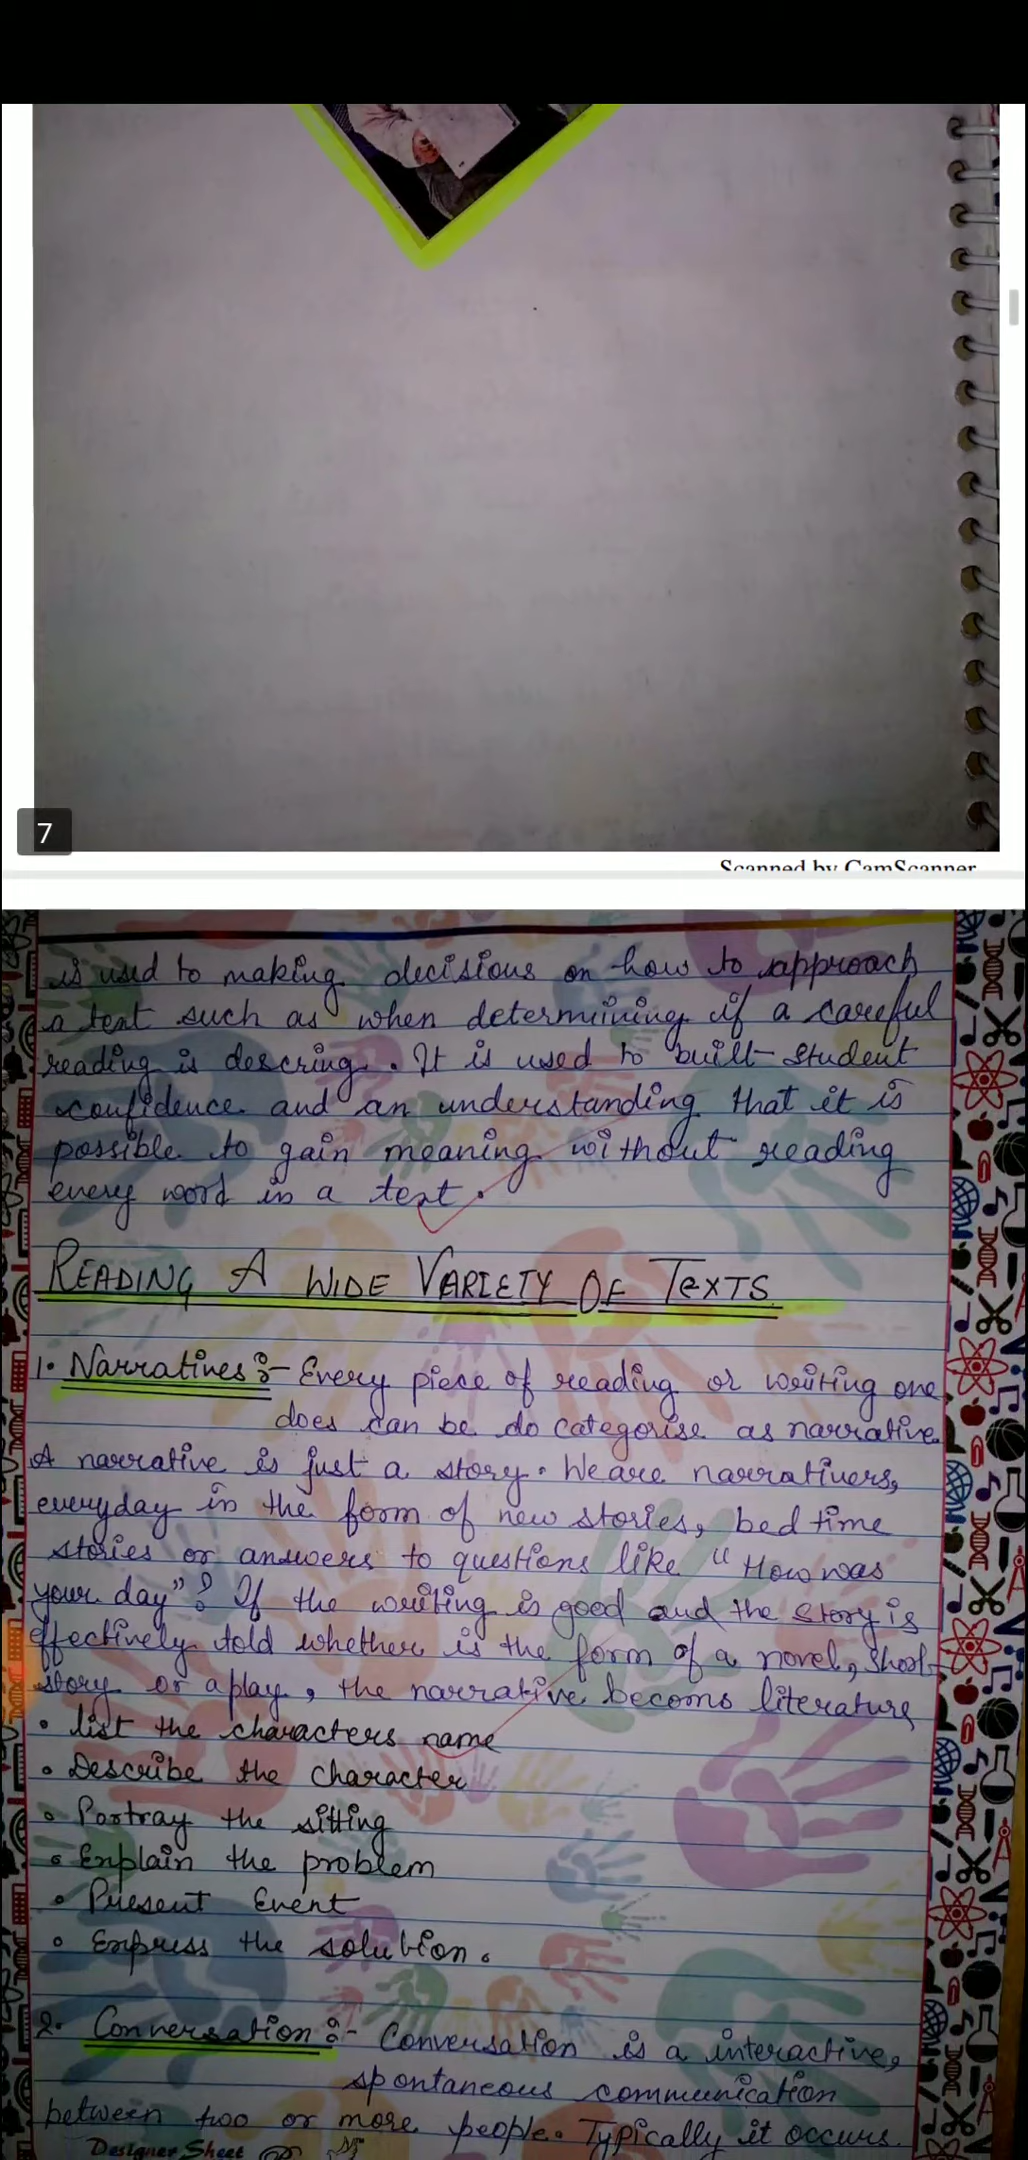 7
Scanned by CamScanner
is used to making decisions on how to approach
a text such as when determining if a careful
reading is descring. It is used to built student
confidence and an understanding that it is
possible to gain meaning without reading
every word in a text.
READING A WIDE VARIETY OF TEXTS.
1. Narratives :- Every piece of reading or writing one
does can be do categorise as narrative.
A narrative is just a story. We are narrativers,
everyday in the form of new stories, bed time
stories or answers to questions like "How was
your day"? If the writing is good and the story is
effectively told whether is the form of a novel, shool-
story or a play, the narrative becoms literature
• list the characters name
• Describe the character
• Portray the sitting
• Explain the problem
• Present Event
• Express the solution.
2. Conversation :- Conversation is a interactive,
spontaneous communication
between two or more people. Typically it occurs
Designer Sheet